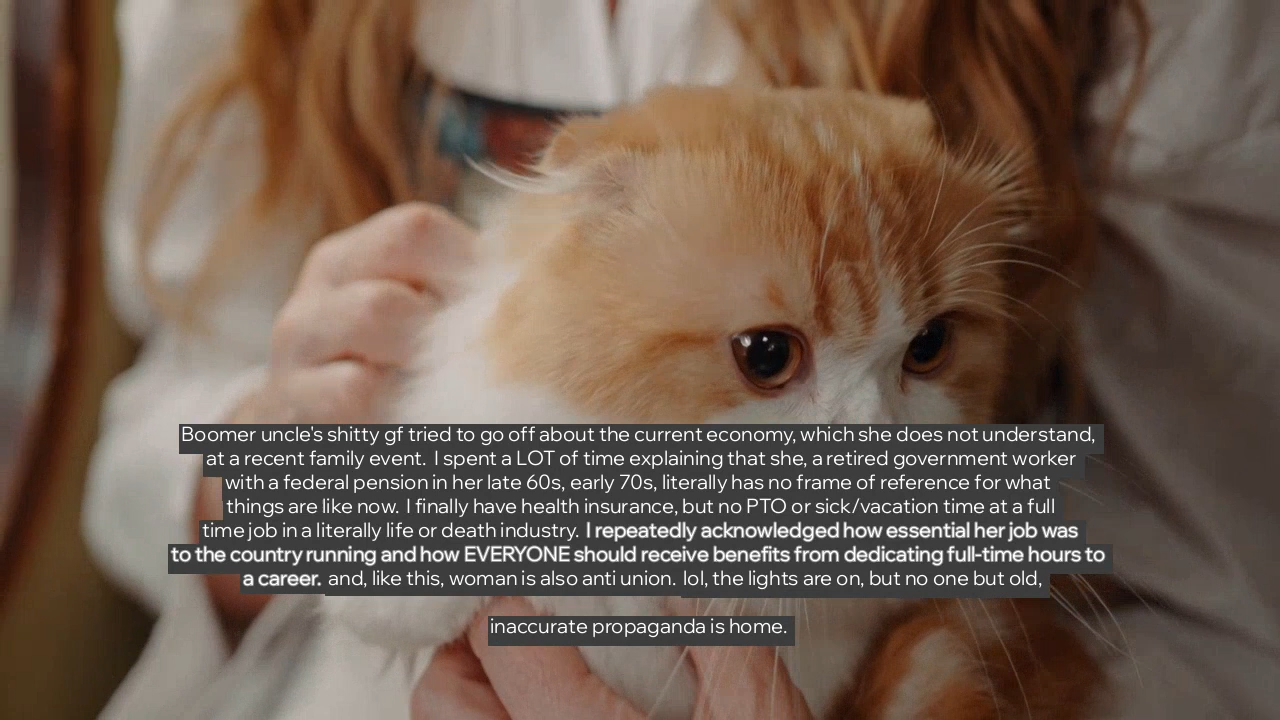 Boomer uncle's shitty gf tried to go off about the current economy, which she does not understand,
at a recent family event. I spent a LOT of time explaining that she, a retired government worker
with a federal pension in her late 60s, early 70s, literally has no frame of reference for what
things are like now. I finally have health insurance, but no PTO or sick/vacation time at a full
time job in a literally life or death industry. I repeatedly acknowledged how essential her job was
to the country running and how EVERYONE should receive benefits from dedicating full-time hours to
a career. and, like this, woman is also anti union. lol, the lights are on, but no one but old,
inaccurate propaganda is home.